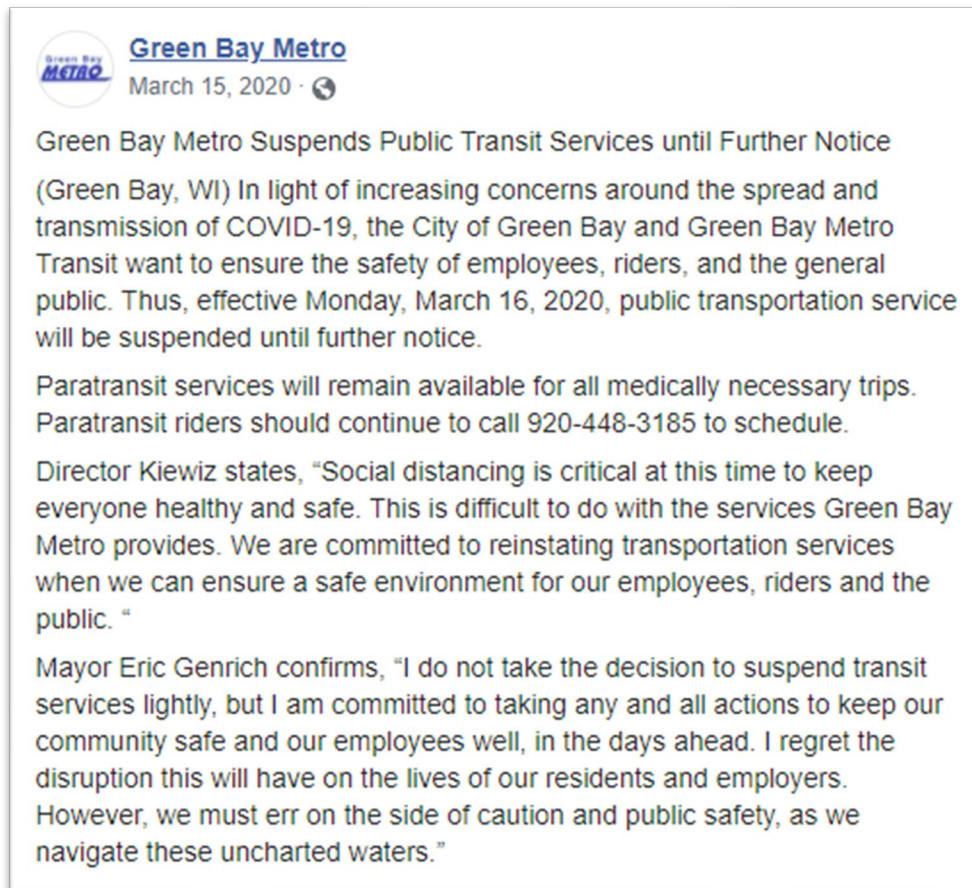 Green Bay
METRO
Green Bay Metro
March 15, 2020 ·
Green Bay Metro Suspends Public Transit Services until Further Notice
(Green Bay, WI) In light of increasing concerns around the spread and
transmission of COVID-19, the City of Green Bay and Green Bay Metro
Transit want to ensure the safety of employees, riders, and the general
public. Thus, effective Monday, March 16, 2020, public transportation service
will be suspended until further notice.
Paratransit services will remain available for all medically necessary trips.
Paratransit riders should continue to call 920-448-3185 to schedule.
Director Kiewiz states, “Social distancing is critical at this time to keep
everyone healthy and safe. This is difficult to do with the services Green Bay
Metro provides. We are committed to reinstating transportation services
when we can ensure a safe environment for our employees, riders and the
public. “
Mayor Eric Genrich confirms, “I do not take the decision to suspend transit
services lightly, but I am committed to taking any and all actions to keep our
community safe and our employees well, in the days ahead. I regret the
disruption this will have on the lives of our residents and employers.
However, we must err on the side of caution and public safety, as we
navigate these uncharted waters.”